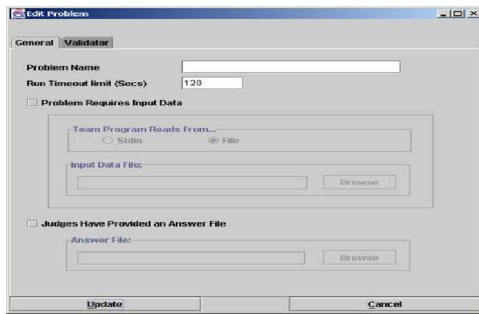 Edit Problem
General Validator
Problem Name
Run Timeout limit (Secs) 120
Problem Requires Input Data
Team Program Reads From...
Stdin File
Input Data File:
Browse
Judges Have Provided an Answer File
Answer File:
Browse
Update Cancel